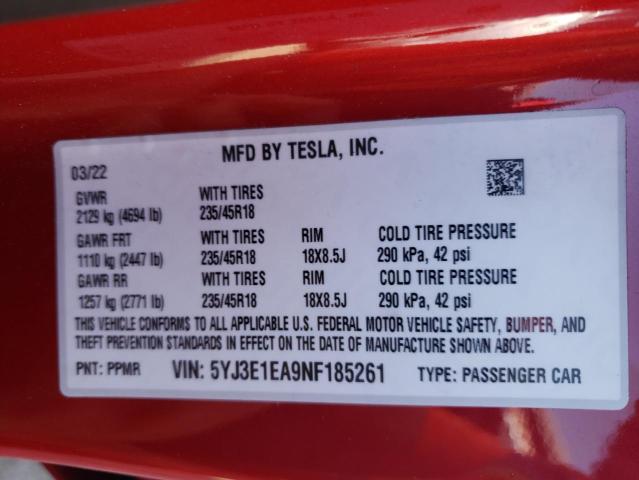 MFD BY TESLA, INC.
03/22
GVWR WITH TIRES
2129 kg (4694 lb) 235/45R18
GAWR FRT WITH TIRES RIM COLD TIRE PRESSURE
1110 kg (2447 lb) 235/45R18 18X8.5J 290 kPa, 42 psi
GAWR RR WITH TIRES RIM COLD TIRE PRESSURE
1257 kg (2771 lb) 235/45R18 18X8.5J 290 kPa, 42 psi
THIS VEHICLE CONFORMS TO ALL APPLICABLE U.S. FEDERAL MOTOR VEHICLE SAFETY, BUMPER, AND
THEFT PREVENTION STANDARDS IN EFFECT ON THE DATE OF MANUFACTURE SHOWN ABOVE.
PNT: PPMR VIN: 5YJ3E1EA9NF185261 TYPE: PASSENGER CAR